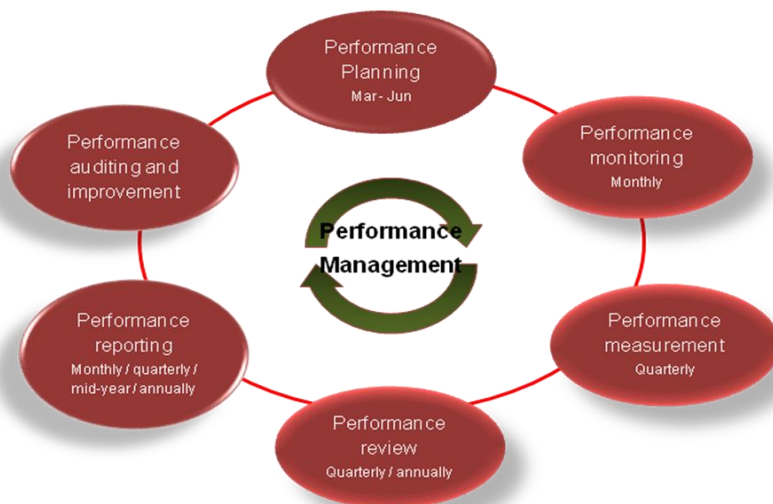 Performance
Planning
Mar- Jun
Performance
monitoring
Monthly
Performance
measurement
Quarterly
Performance
review
Quarterly / annually
Performance
reporting
Monthly / quarterly /
mid-year / annually
Performance
auditing and
improvement
Performance
Management